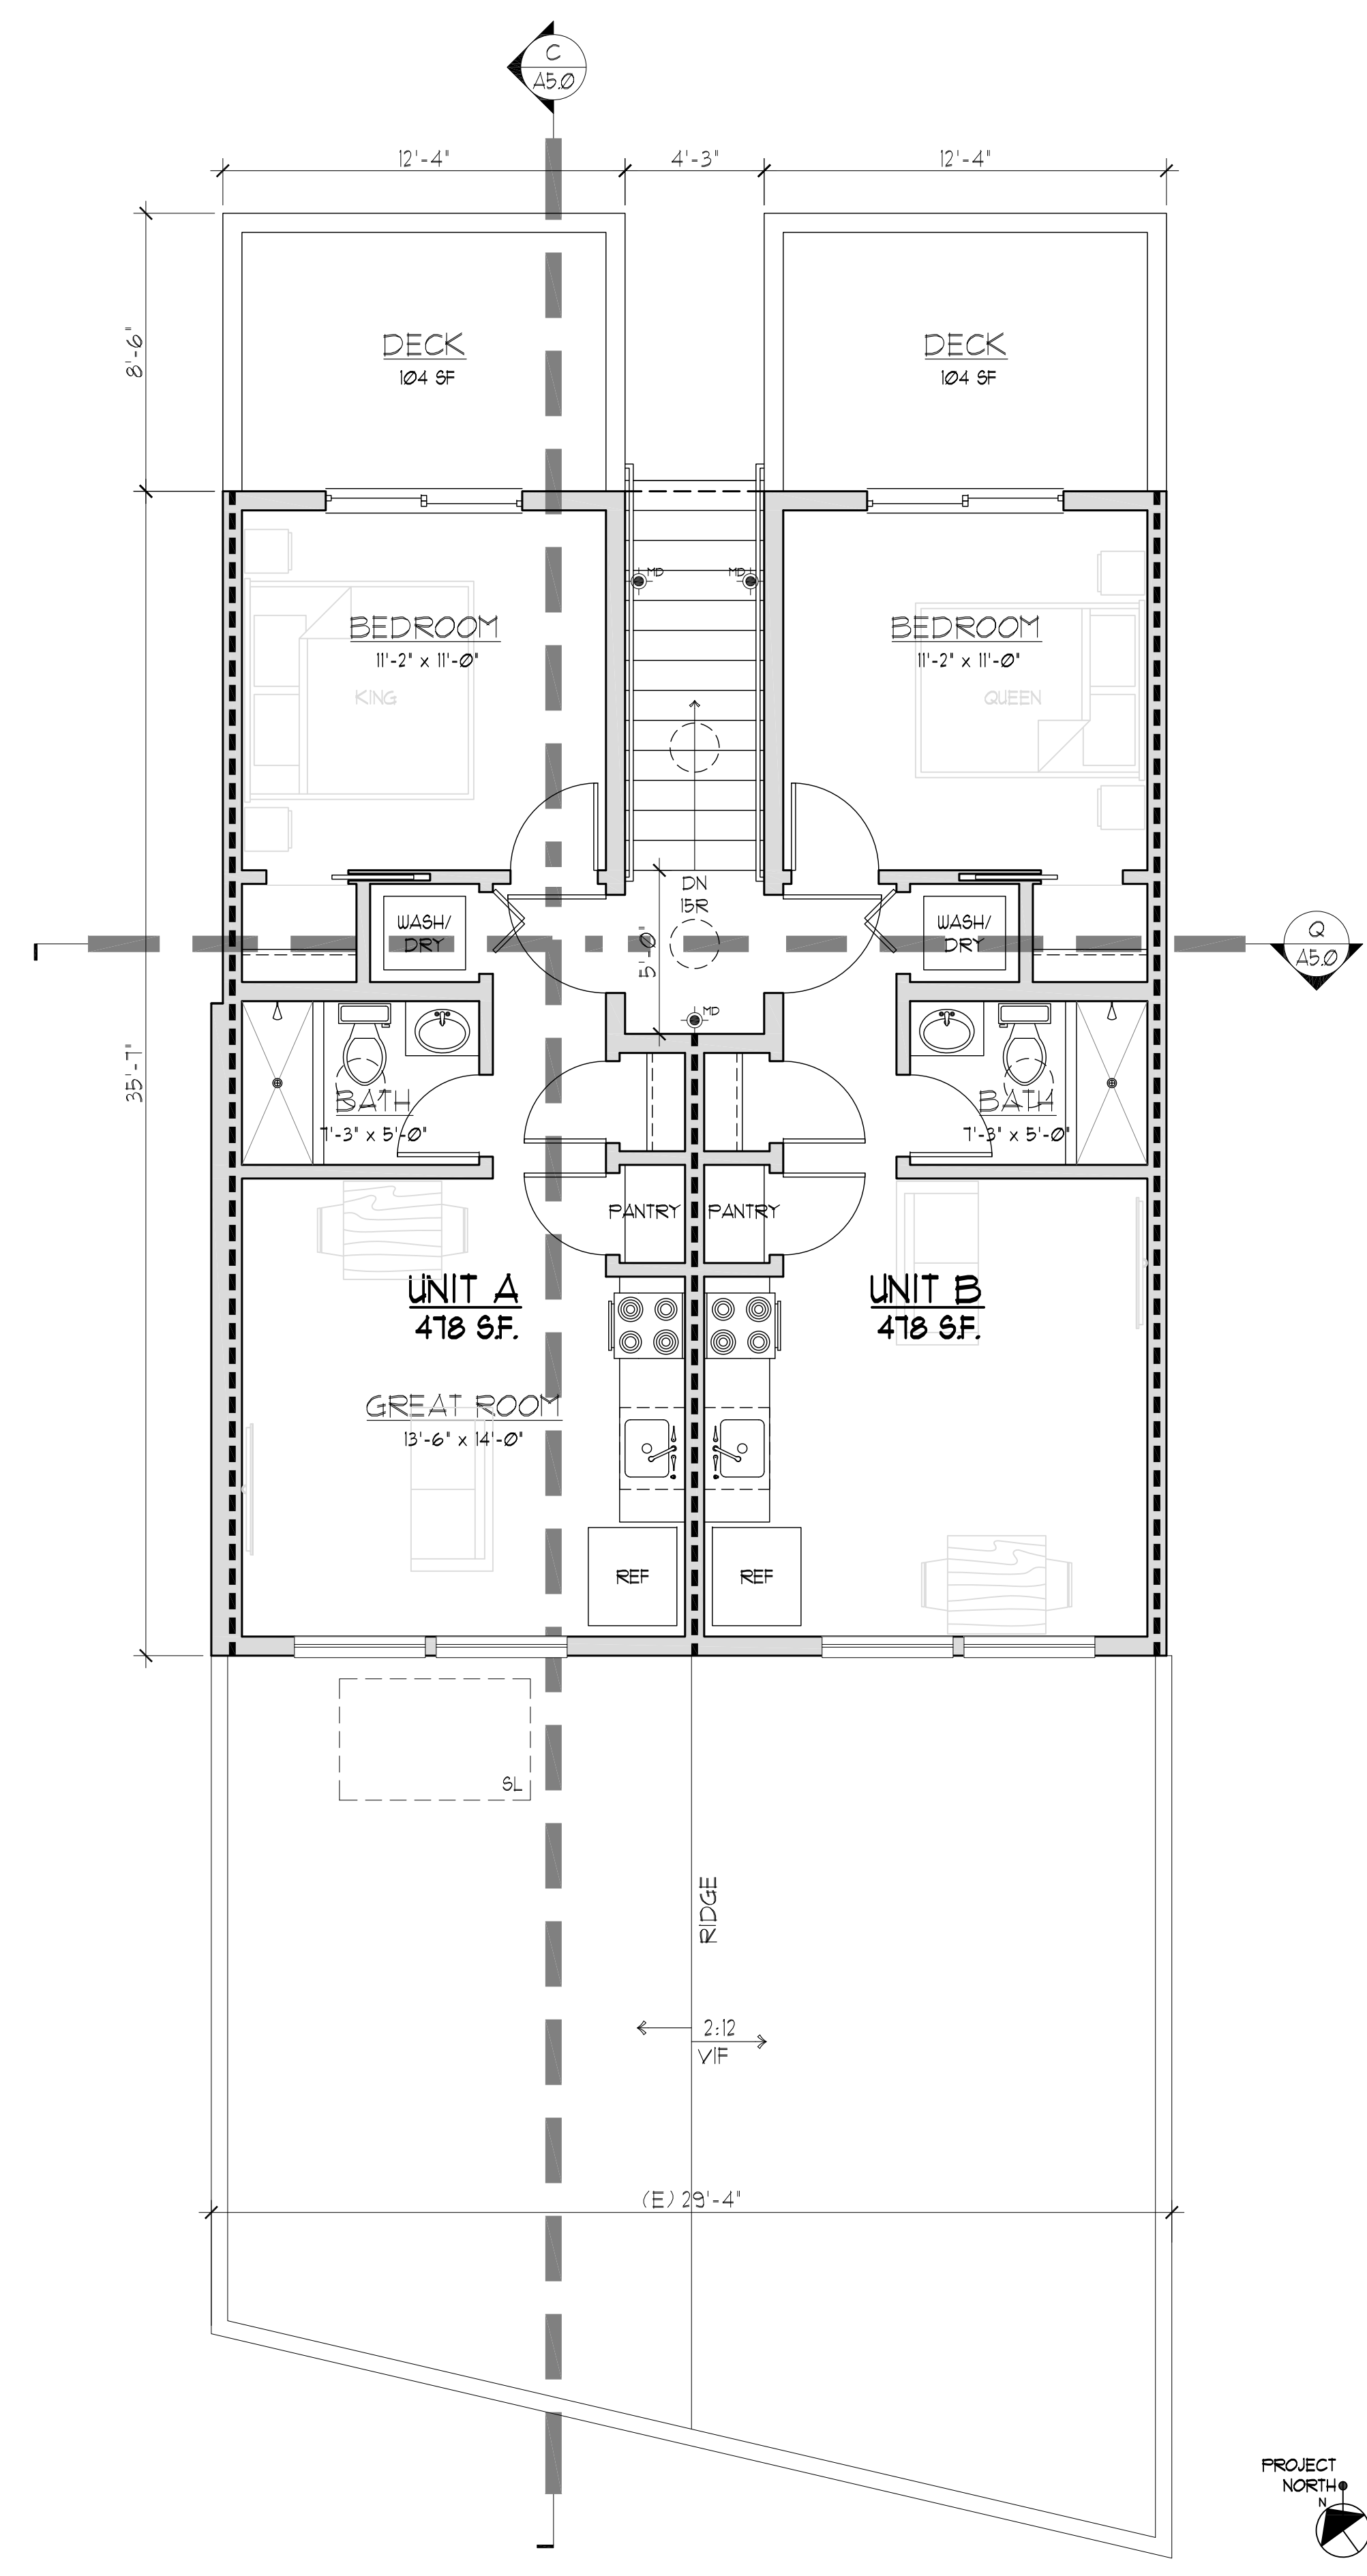 C
A5.0
12'-4"
4'-3"
12'-4"
8'-6"
DECK
104 SF
DECK
104 SF
MD
MD
BEDROOM
11'-2" x 11'-0"
KING
BEDROOM
11'-2" x 11'-0"
QUEEN
DN
15R
WASH/
DRY
WASH/
DRY
5'-0"
Q
A5.0
MD
35'-7"
BATH
7'-3" x 5'-0"
BATH
7'-3" x 5'-0"
PANTRY
PANTRY
UNIT A
478 S.F.
UNIT B
478 S.F.
GREAT ROOM
13'-6" x 14'-0"
REF
REF
SL
RIDGE
2:12
VIF
(E) 29'-4"
PROJECT
NORTH
N